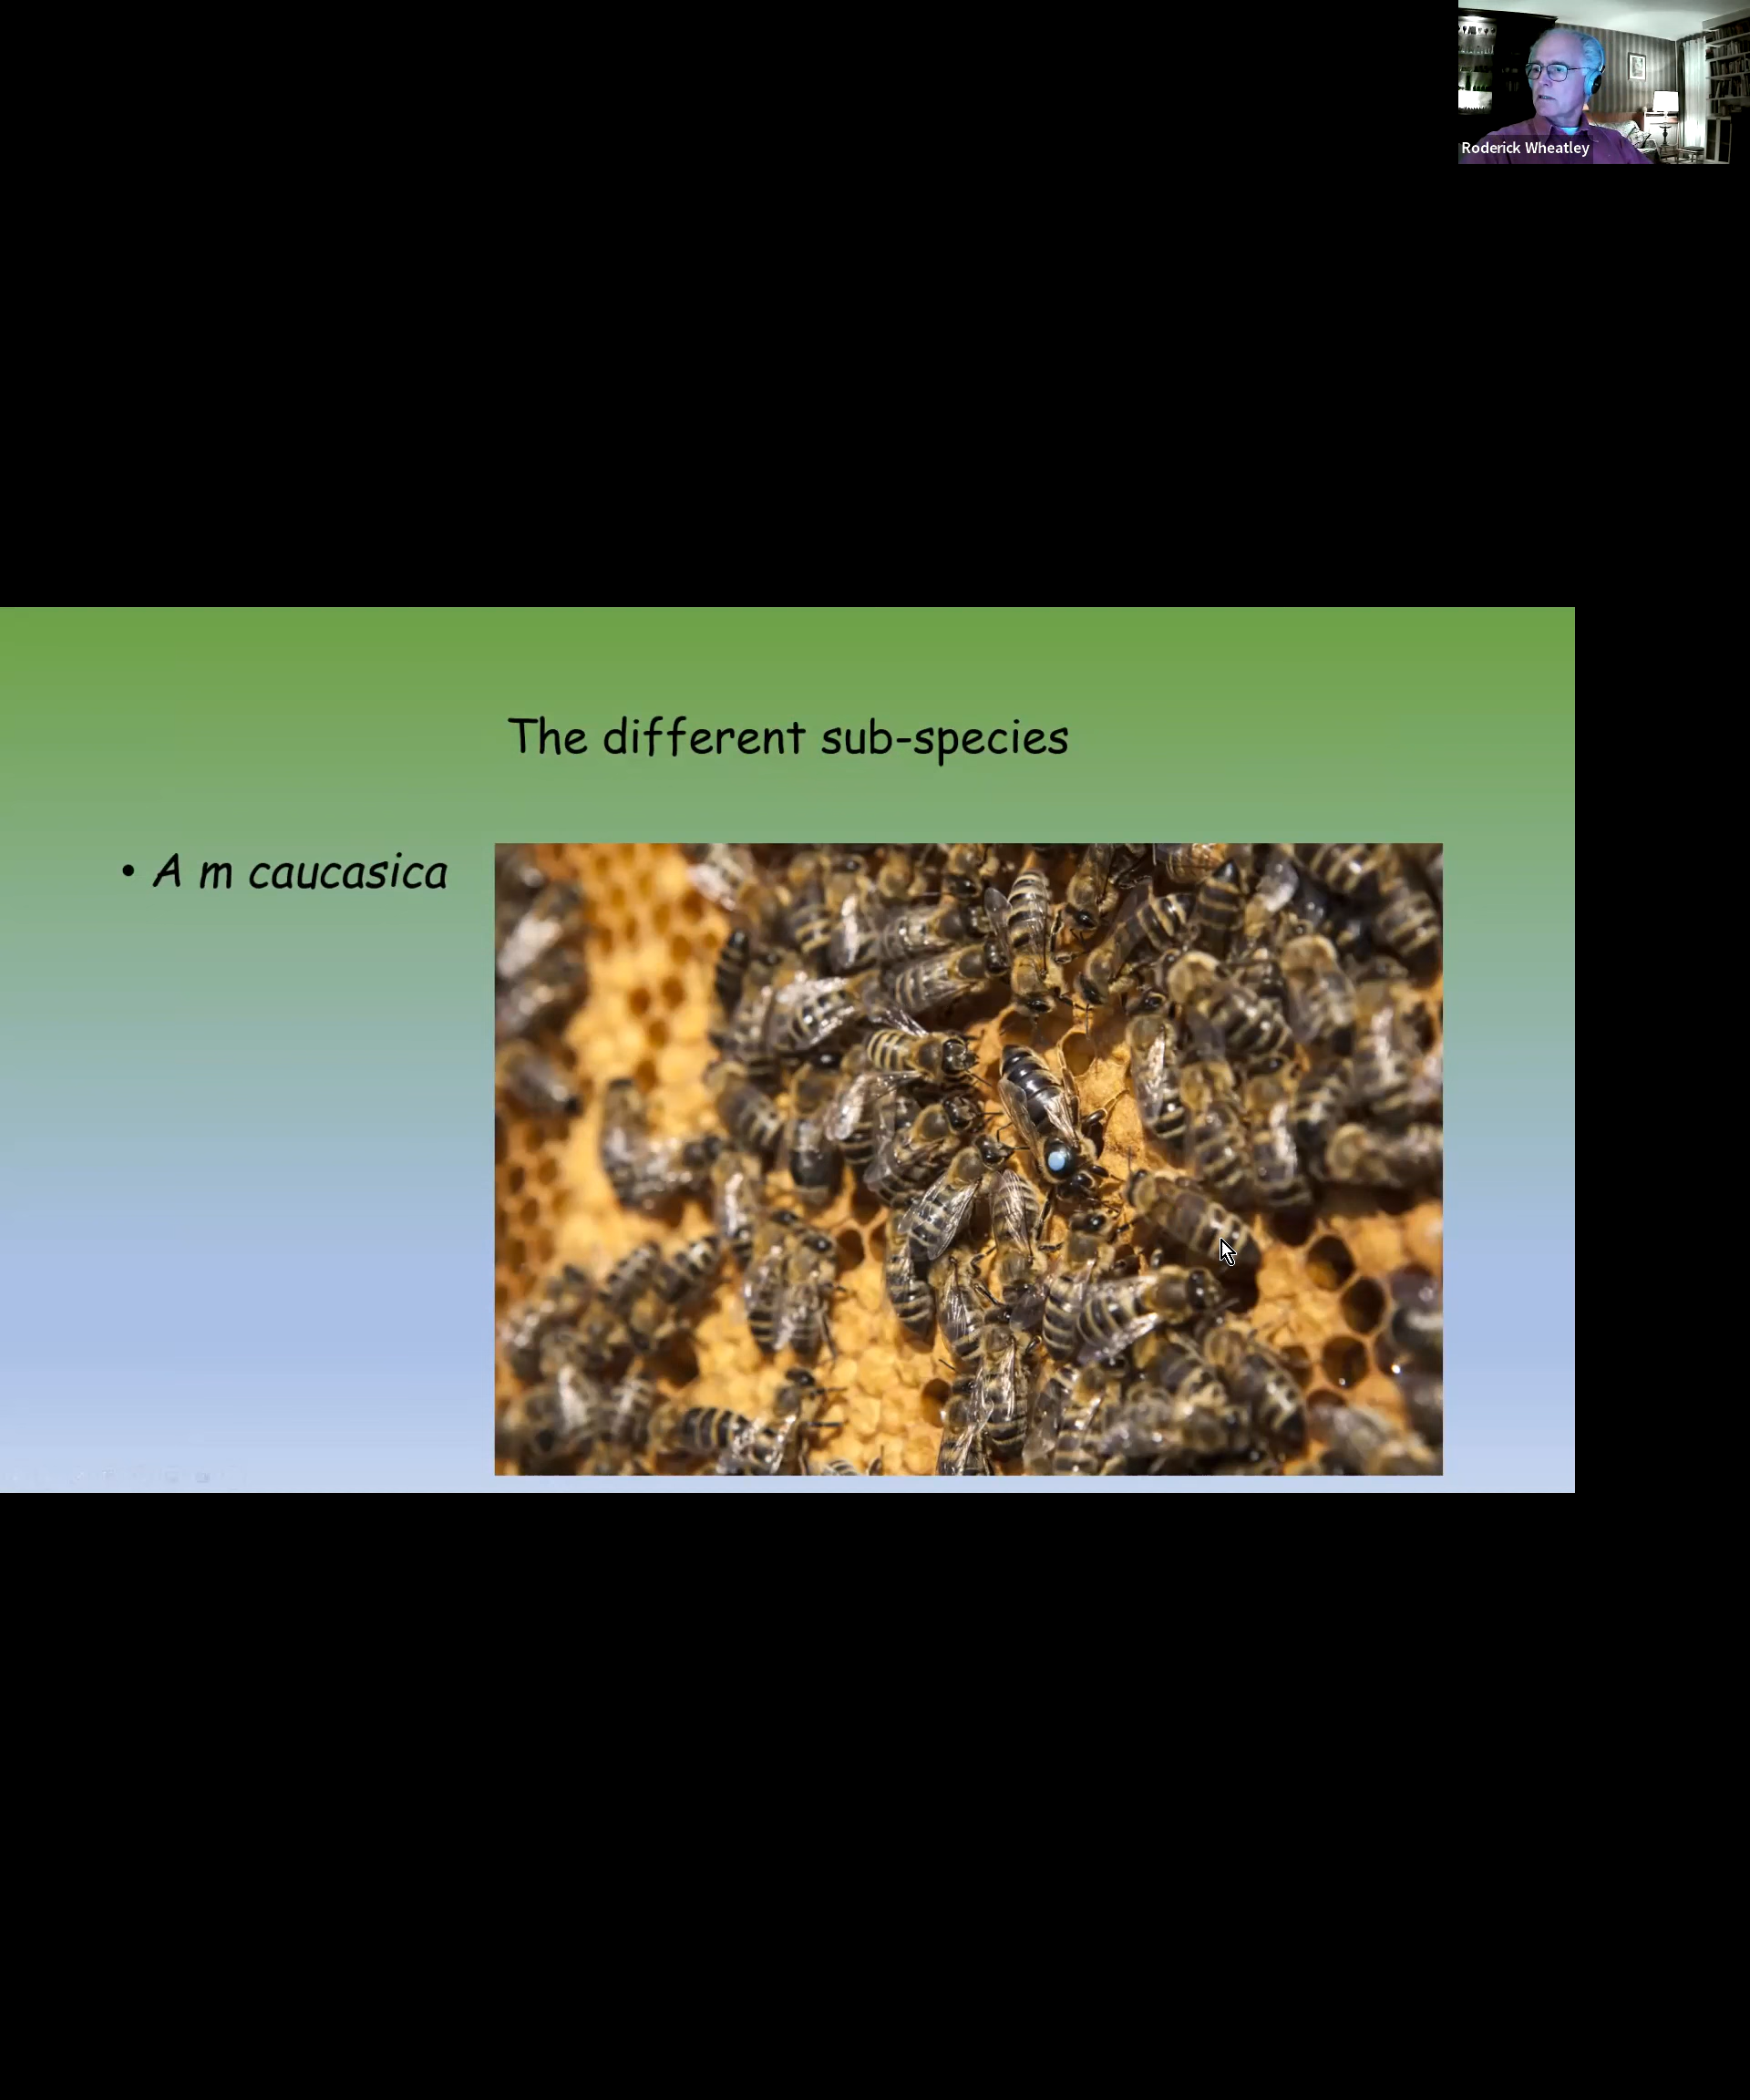 Roderick Wheatley
The different sub-species
• A m caucasica